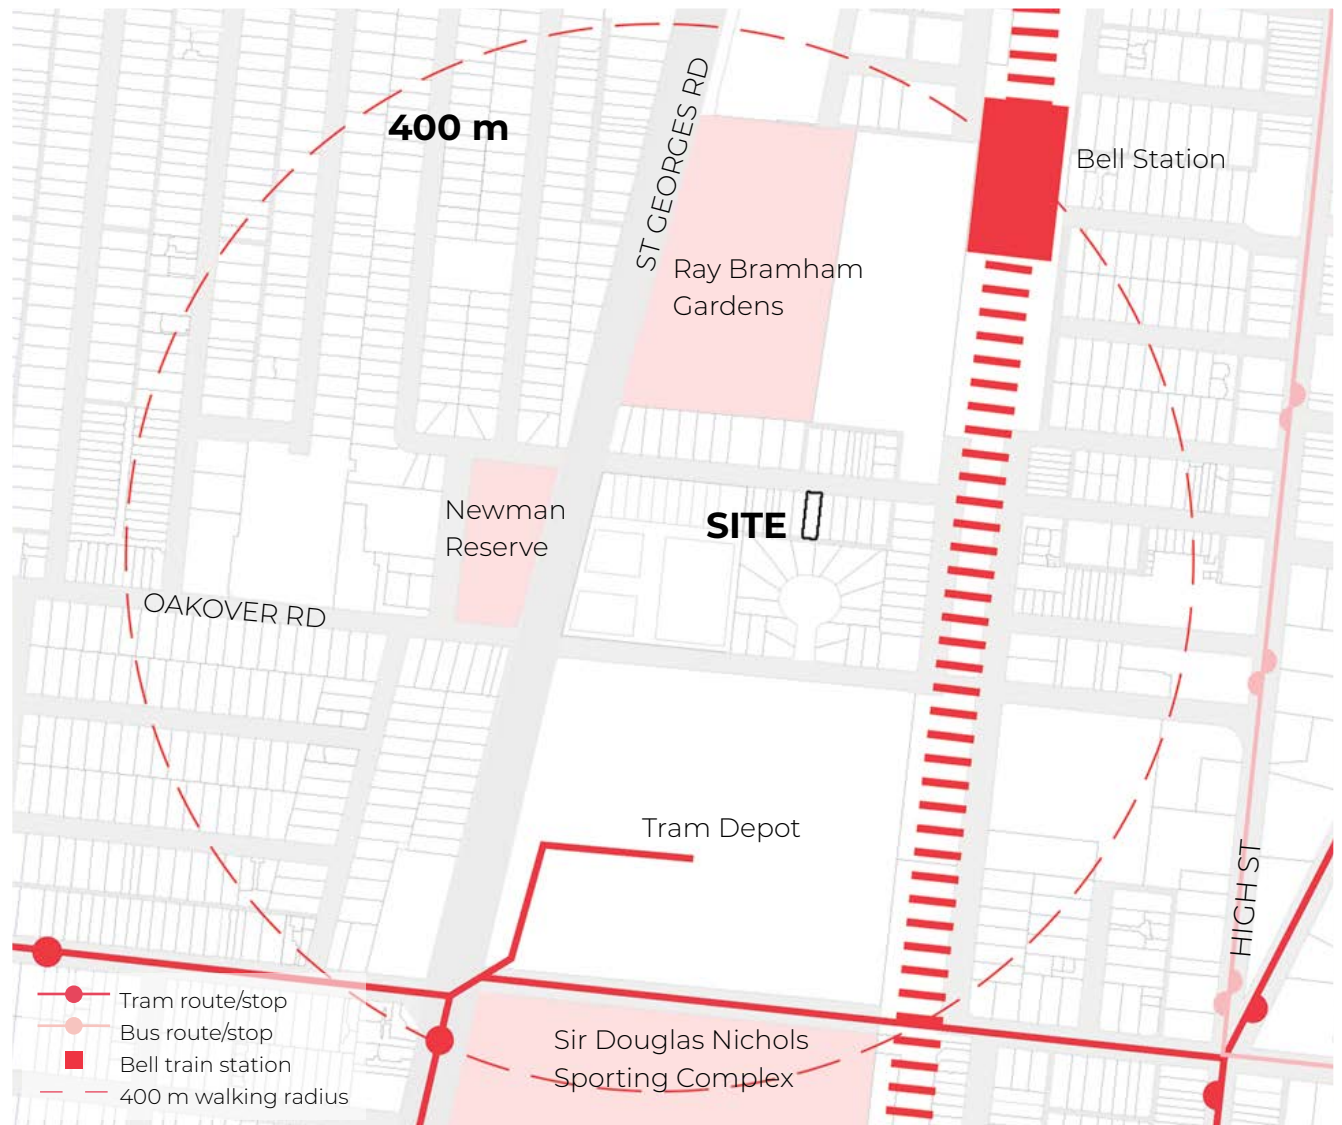 400 m
ST GEORGES RD
Bell Station
Ray Bramham
Gardens
Newman
Reserve
SITE
OAKOVER RD
Tram Depot
HIGH ST
Sir Douglas Nichols
Sporting Complex
Tram route/stop
Bus route/stop
Bell train station
400 m walking radius